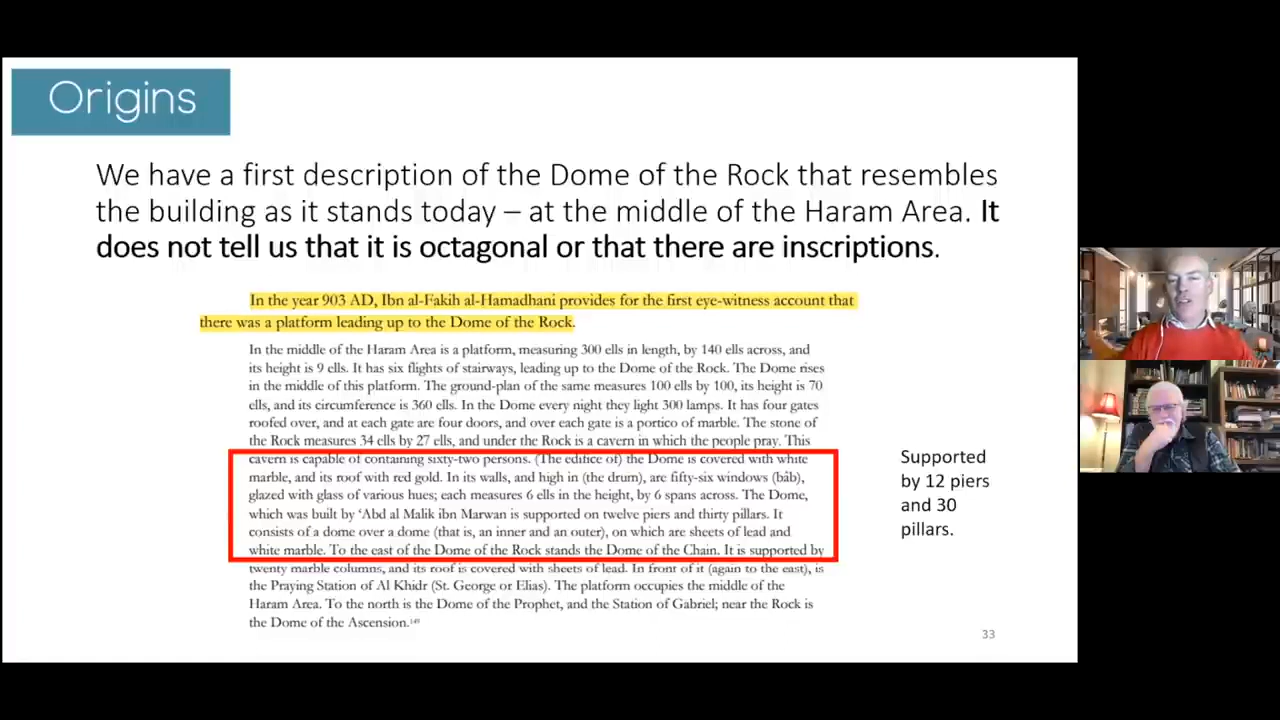 Origins
We have a first description of the Dome of the Rock that resembles
the building as it stands today – at the middle of the Haram Area. It
does not tell us that it is octagonal or that there are inscriptions.
In the year 903 AD, Ibn al-Fakih al-Hamadhani provides for the first eye-witness account that
there was a platform leading up to the Dome of the Rock.
In the middle of the Haram Area is a platform, measuring 300 ells in length, by 140 ells across, and
its height is 9 ells. It has six flights of stairways, leading up to the Dome of the Rock. The Dome rises
in the middle of this platform. The ground-plan of the same measures 100 ells by 100, its height is 70
ells, and its circumference is 360 ells. In the Dome every night they light 300 lamps. It has four gates
roofed over, and at each gate are four doors, and over each gate is a portico of marble. The stone of
the Rock measures 34 ells by 27 ells, and under the Rock is a cavern in which the people pray. This
cavern is capable of containing sixty-two persons. (The edifice of) the Dome is covered with white
marble, and its roof with red gold. In its walls, and high in (the drum), are fifty-six windows (bâb),
glazed with glass of various hues; each measures 6 ells in the height, by 6 spans across. The Dome,
which was built by ‘Abd al Malik ibn Marwan is supported on twelve piers and thirty pillars. It
consists of a dome over a dome (that is, an inner and an outer), on which are sheets of lead and
white marble. To the east of the Dome of the Rock stands the Dome of the Chain. It is supported by
twenty marble columns, and its roof is covered with sheets of lead. In front of it (again to the east), is
the Praying Station of Al Khidr (St. George or Elias). The platform occupies the middle of the
Haram Area. To the north is the Dome of the Prophet, and the Station of Gabriel; near the Rock is
the Dome of the Ascension.¹⁴⁹
Supported
by 12 piers
and 30
pillars.
33